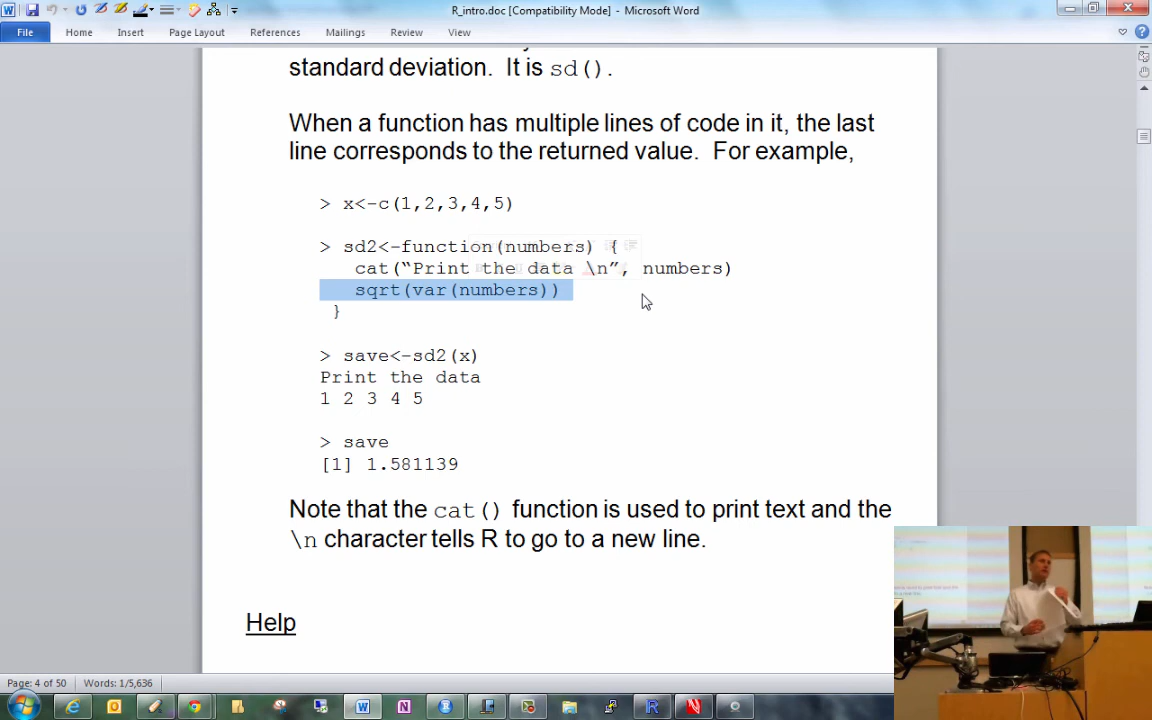 R_intro.doc [Compatibility Mode] - Microsoft Word
File Home Insert Page Layout References Mailings Review View
standard deviation. It is sd().
When a function has multiple lines of code in it, the last
line corresponds to the returned value. For example,
> x<-c(1,2,3,4,5)
> sd2<-function(numbers) {
cat(“Print the data \n”, numbers)
sqrt(var(numbers))
}
> save<-sd2(x)
Print the data
1 2 3 4 5
> save
[1] 1.581139
Note that the cat() function is used to print text and the
\n character tells R to go to a new line.
Help
Page: 4 of 50 Words: 1/5,636